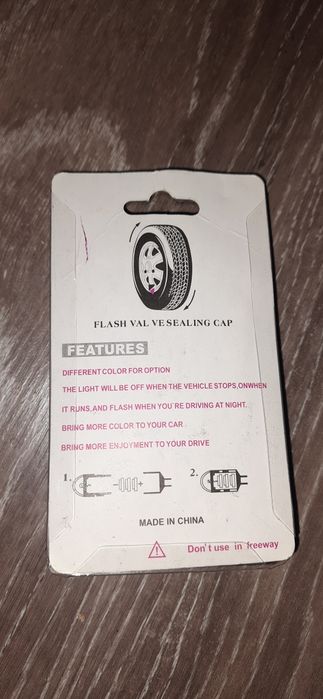 FLASH VAL VE SEALING CAP
FEATURES
DIFFERENT COLOR FOR OPTION
THE LIGHT WILL BE OFF WHEN THE VEHICLE STOPS,ONWHEN
IT RUNS,AND FLASH WHEN YOU'RE DRIVING AT NIGHT.
BRING MORE COLOR TO YOUR CAR
BRING MORE ENJOYMENT TO YOUR DRIVE
1. 2.
MADE IN CHINA
Don't use in freeway